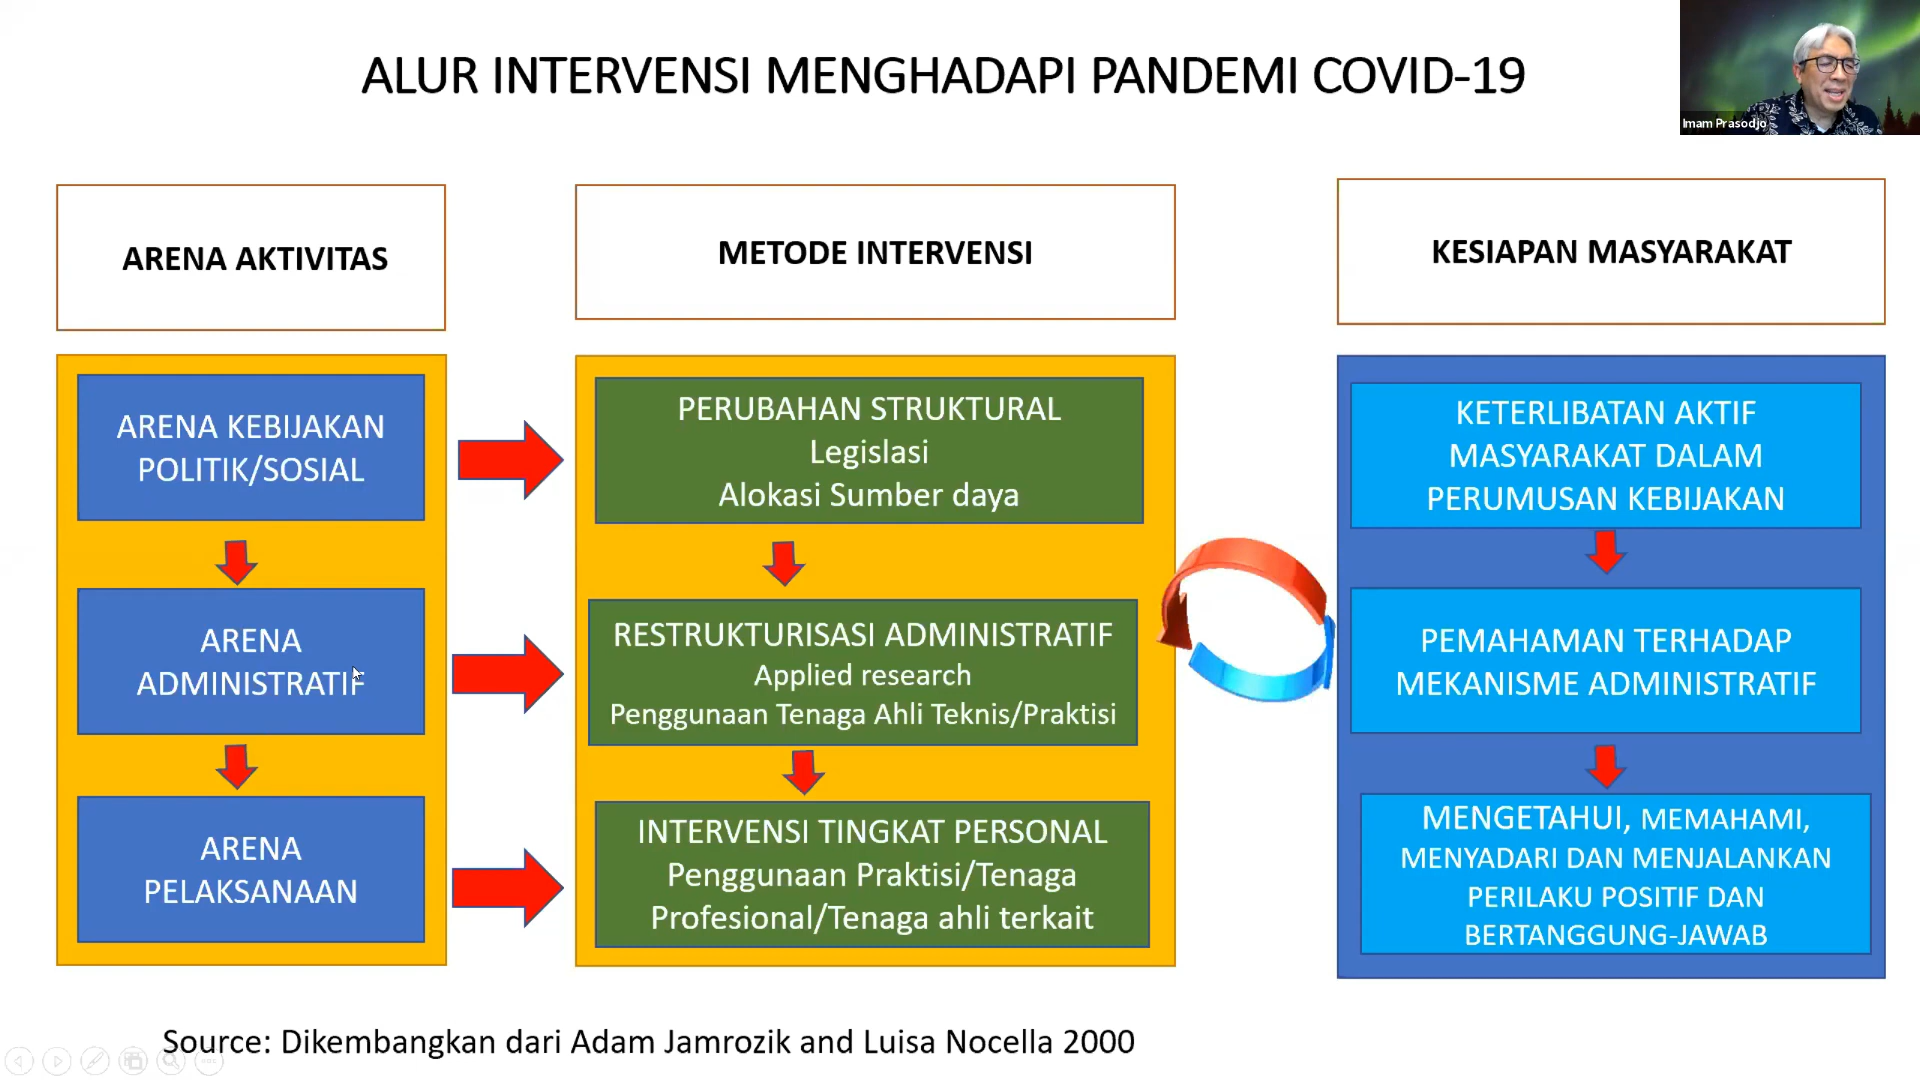 ALUR INTERVENSI MENGHADAPI PANDEMI COVID-19
Imam Prasodjo
ARENA AKTIVITAS
METODE INTERVENSI
KESIAPAN MASYARAKAT
ARENA KEBIJAKAN
POLITIK/SOSIAL
PERUBAHAN STRUKTURAL
Legislasi
Alokasi Sumber daya
KETERLIBATAN AKTIF
MASYARAKAT DALAM
PERUMUSAN KEBIJAKAN
ARENA
ADMINISTRATIF
RESTRUKTURISASI ADMINISTRATIF
Applied research
Penggunaan Tenaga Ahli Teknis/Praktisi
PEMAHAMAN TERHADAP
MEKANISME ADMINISTRATIF
ARENA
PELAKSANAAN
INTERVENSI TINGKAT PERSONAL
Penggunaan Praktisi/Tenaga
Profesional/Tenaga ahli terkait
MENGETAHUI, MEMAHAMI,
MENYADARI DAN MENJALANKAN
PERILAKU POSITIF DAN
BERTANGGUNG-JAWAB
Source: Dikembangkan dari Adam Jamrozik and Luisa Nocella 2000